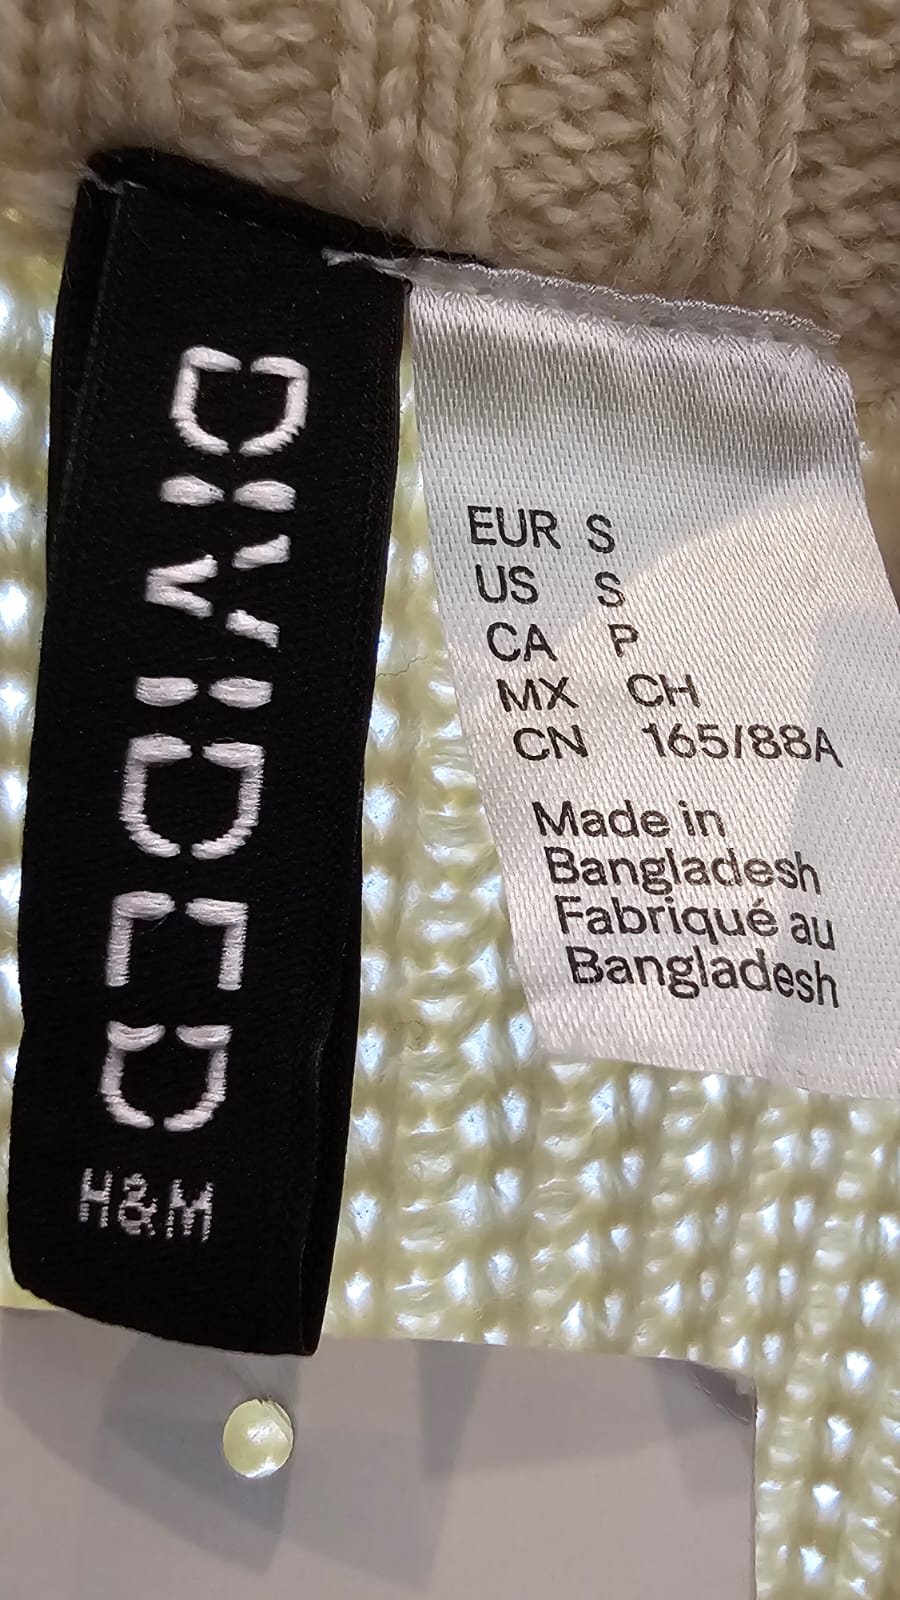 DIVIDED
H&M
EUR S
US S
CA P
MX CH
CN 165/88A
Made in
Bangladesh
Fabriqué au
Bangladesh